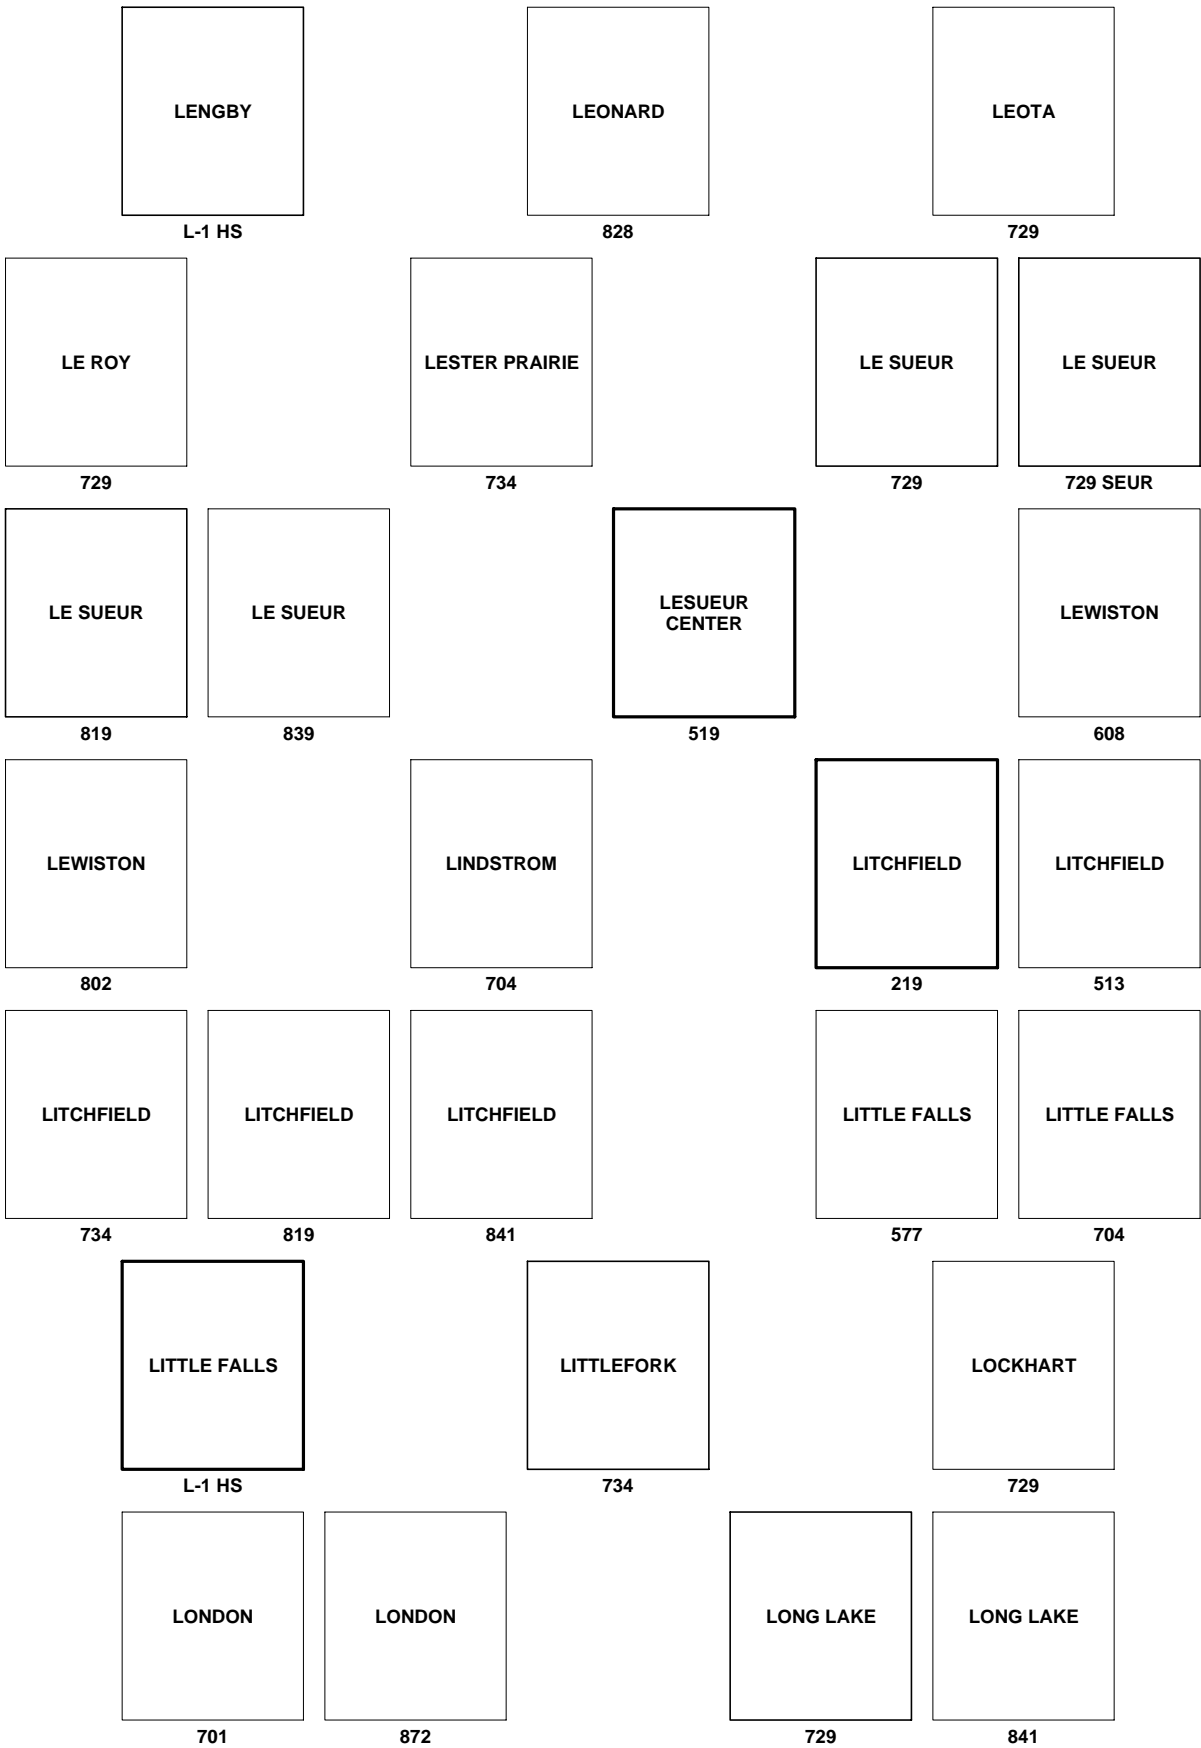 LENGBY
LEONARD
LEOTA
L-1 HS
828
729
LE ROY
LESTER PRAIRIE
LE SUEUR
LE SUEUR
729
734
729
729 SEUR
LE SUEUR
LE SUEUR
LESUEUR
CENTER
LEWISTON
819
839
519
608
LEWISTON
LINDSTROM
LITCHFIELD
LITCHFIELD
802
704
219
513
LITCHFIELD
LITCHFIELD
LITCHFIELD
LITTLE FALLS
LITTLE FALLS
734
819
841
577
704
LITTLE FALLS
LITTLEFORK
LOCKHART
L-1 HS
734
729
LONDON
LONDON
LONG LAKE
LONG LAKE
701
872
729
841